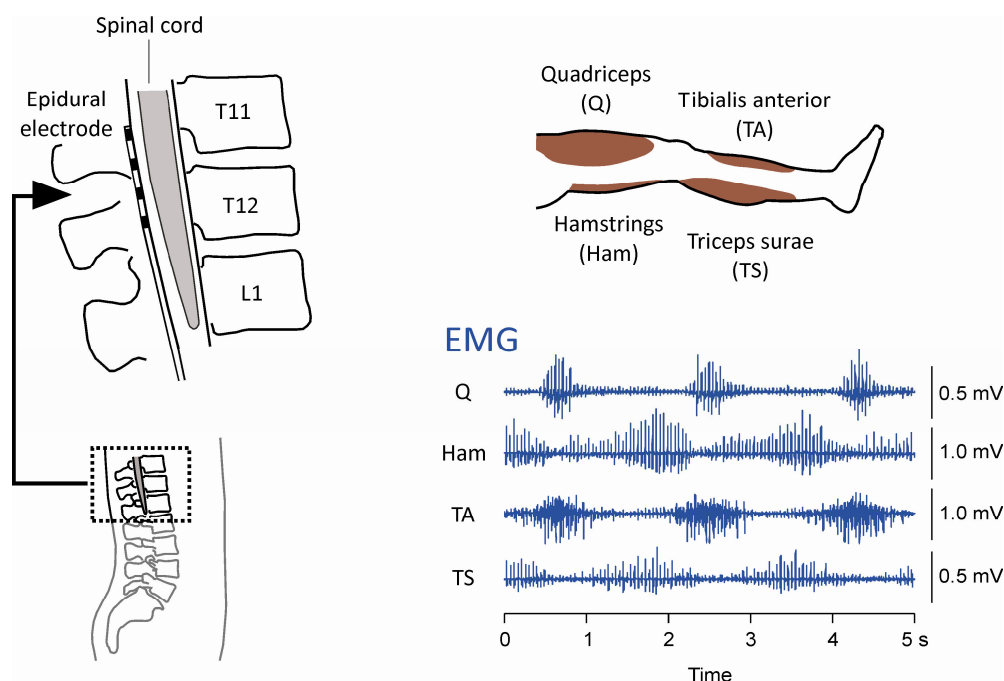 Spinal cord
Epidural
electrode
T11
T12
L1
Quadriceps
(Q)
Tibialis anterior
(TA)
Hamstrings
(Ham)
Triceps surae
(TS)
EMG
Q
0.5 mV
Ham
1.0 mV
TA
1.0 mV
TS
0.5 mV
0 1 2 3 4 5 s
Time